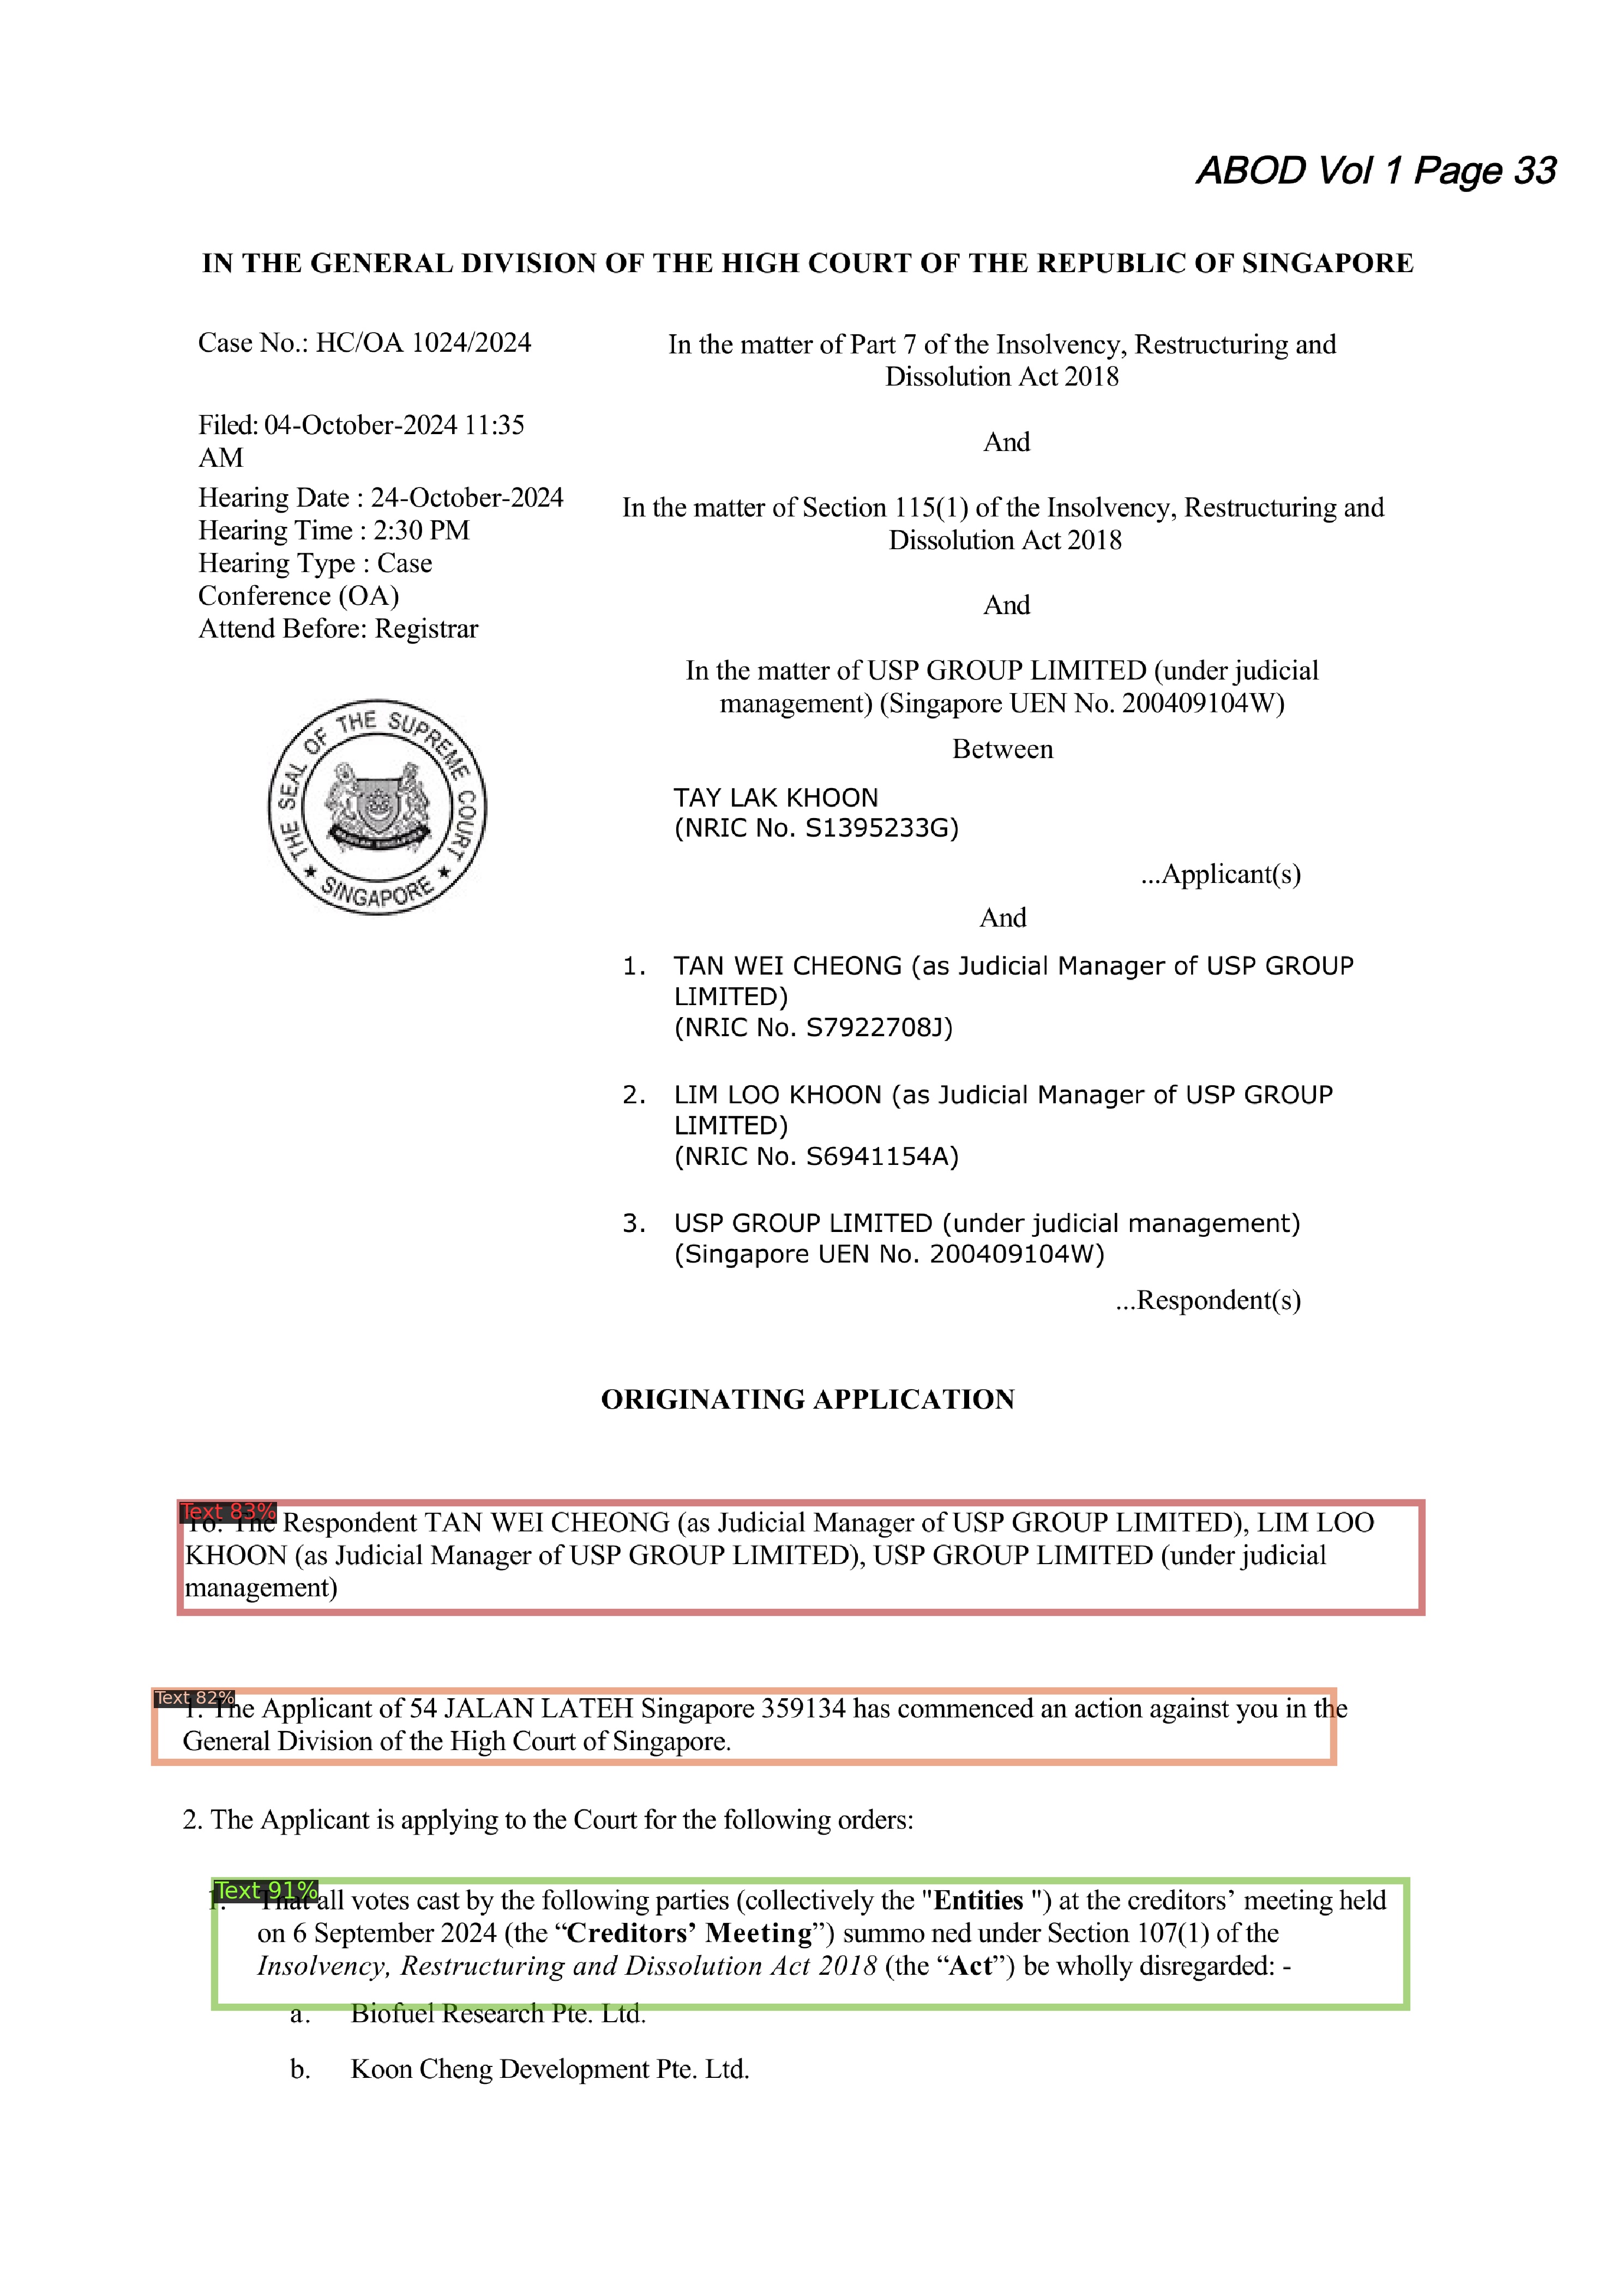 ABOD Vol 1 Page 33
IN THE GENERAL DIVISION OF THE HIGH COURT OF THE REPUBLIC OF SINGAPORE
Case No.: HC/OA 1024/2024
Filed: 04-October-2024 11:35
AM
Hearing Date : 24-October-2024
Hearing Time : 2:30 PM
Hearing Type : Case
Conference (OA)
Attend Before: Registrar
THE SEAL OF THE SUPREME COURT
★ SINGAPORE ★
In the matter of Part 7 of the Insolvency, Restructuring and
Dissolution Act 2018
And
In the matter of Section 115(1) of the Insolvency, Restructuring and
Dissolution Act 2018
And
In the matter of USP GROUP LIMITED (under judicial
management) (Singapore UEN No. 200409104W)
Between
TAY LAK KHOON
(NRIC No. S1395233G)
...Applicant(s)
And
1. TAN WEI CHEONG (as Judicial Manager of USP GROUP
LIMITED)
(NRIC No. S7922708J)
2. LIM LOO KHOON (as Judicial Manager of USP GROUP
LIMITED)
(NRIC No. S6941154A)
3. USP GROUP LIMITED (under judicial management)
(Singapore UEN No. 200409104W)
...Respondent(s)
ORIGINATING APPLICATION
Text 83%
To: The Respondent TAN WEI CHEONG (as Judicial Manager of USP GROUP LIMITED), LIM LOO
KHOON (as Judicial Manager of USP GROUP LIMITED), USP GROUP LIMITED (under judicial
management)
Text 82%
1. The Applicant of 54 JALAN LATEH Singapore 359134 has commenced an action against you in the
General Division of the High Court of Singapore.
2. The Applicant is applying to the Court for the following orders:
Text 91%
That all votes cast by the following parties (collectively the "Entities ") at the creditors’ meeting held
on 6 September 2024 (the “Creditors’ Meeting”) summo ned under Section 107(1) of the
Insolvency, Restructuring and Dissolution Act 2018 (the “Act”) be wholly disregarded: -
a. Biofuel Research Pte. Ltd.
b. Koon Cheng Development Pte. Ltd.